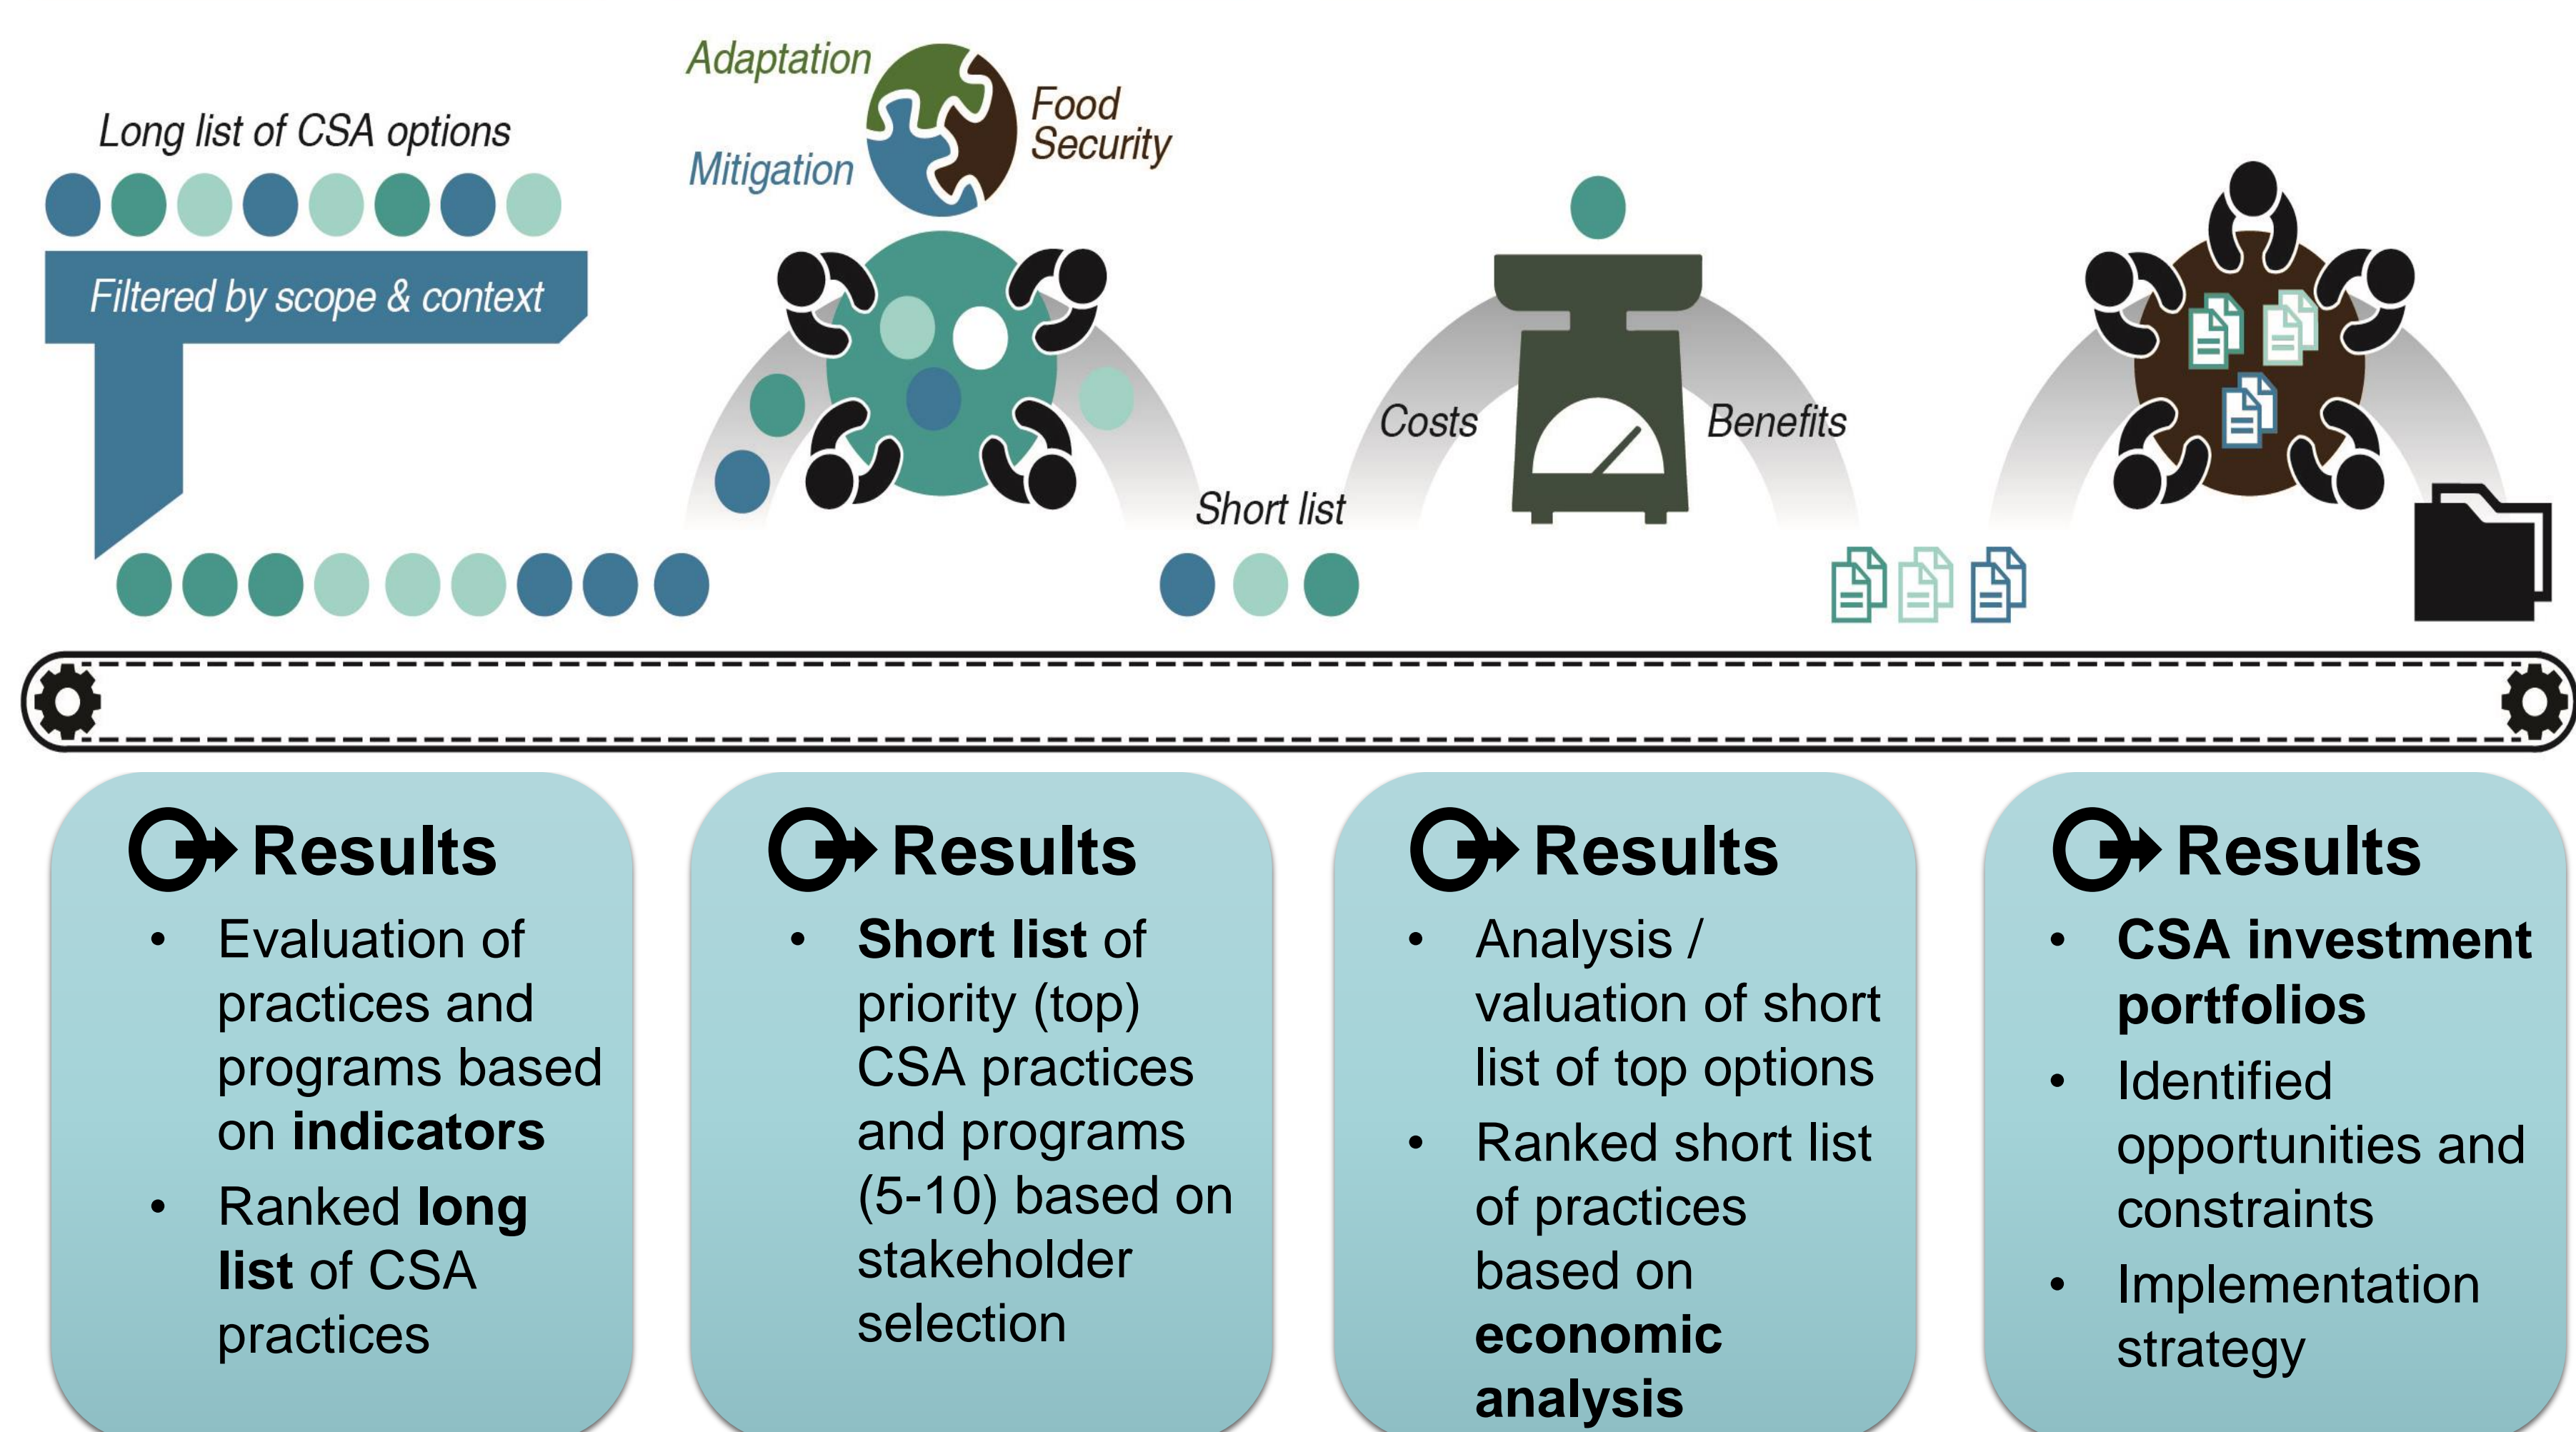 Long list of CSA options
Filtered by scope & context
Adaptation
Mitigation
Food
Security
Short list
Costs
Benefits
Results
• Evaluation of
practices and
programs based
on indicators
• Ranked long
list of CSA
practices
Results
• Short list of
priority (top)
CSA practices
and programs
(5-10) based on
stakeholder
selection
Results
• Analysis /
valuation of short
list of top options
• Ranked short list
of practices
based on
economic
analysis
Results
• CSA investment
portfolios
• Identified
opportunities and
constraints
• Implementation
strategy